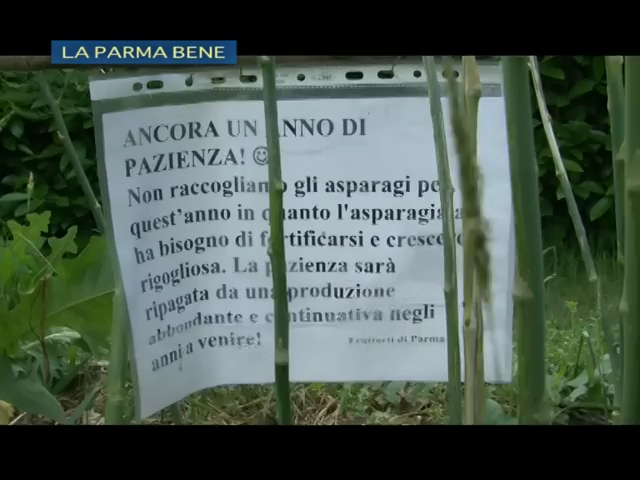 LA PARMA BENE
ANCORA UN ANNO DI
PAZIENZA!
Non raccogliamo gli asparagi per
quest'anno in quanto l'asparagiaia
ha bisogno di fortificarsi e crescere
rigogliosa. La pazienza sarà
ripagata da una produzione
abbondante e continuativa negli
anni a venire!
Frutteti di Parma